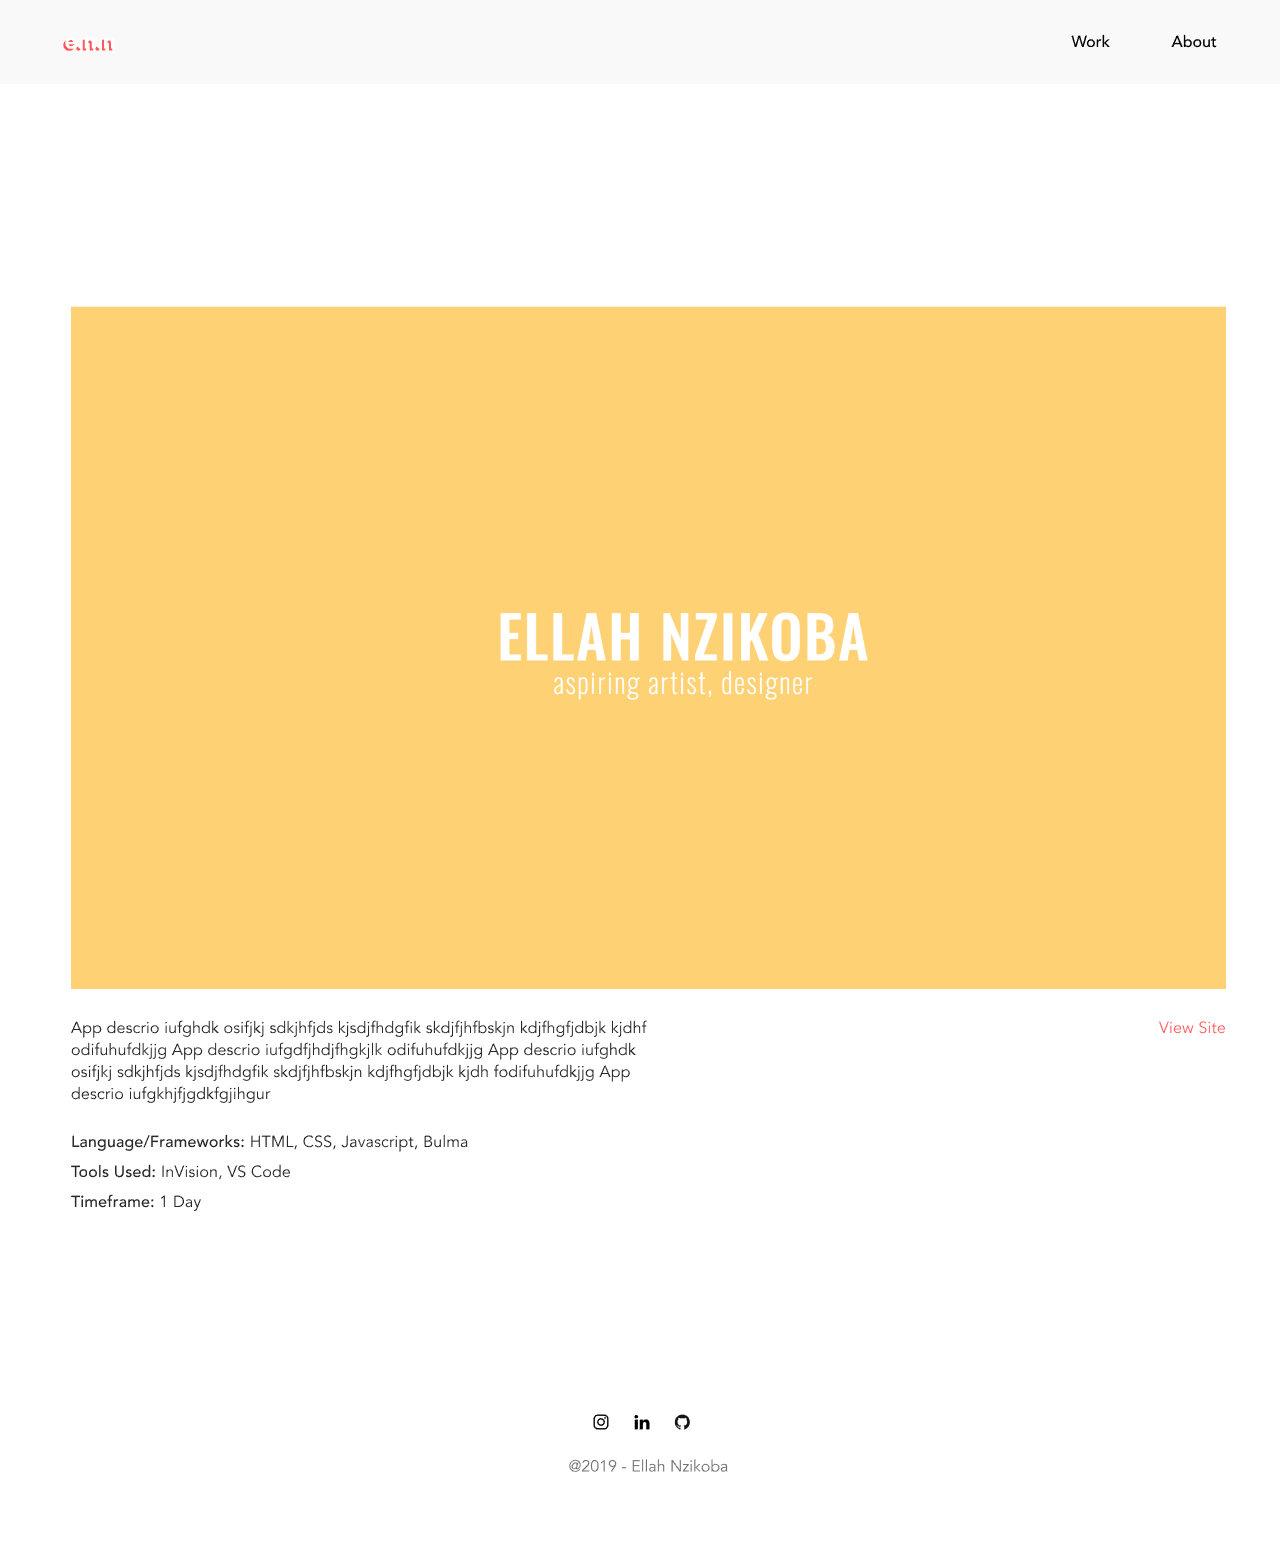 e.n.n
Work
About
ELLAH NZIKOBA
aspiring artist, designer
App descrio iufghdk osifjkj sdkjhfjds kjsdjfhdgfik skdjfjhfbskjn kdjfhgfjdbjk kjdhf
odifuhufdkjjg App descrio iufgdfjhdjfhgkjlk odifuhufdkjjg App descrio iufghdk
osifjkj sdkjhfjds kjsdjfhdgfik skdjfjhfbskjn kdjfhgfjdbjk kjdh fodifuhufdkjjg App
descrio iufgkhjfjgdkfgjihgur
View Site
Language/Frameworks: HTML, CSS, Javascript, Bulma
Tools Used: InVision, VS Code
Timeframe: 1 Day
@2019 - Ellah Nzikoba